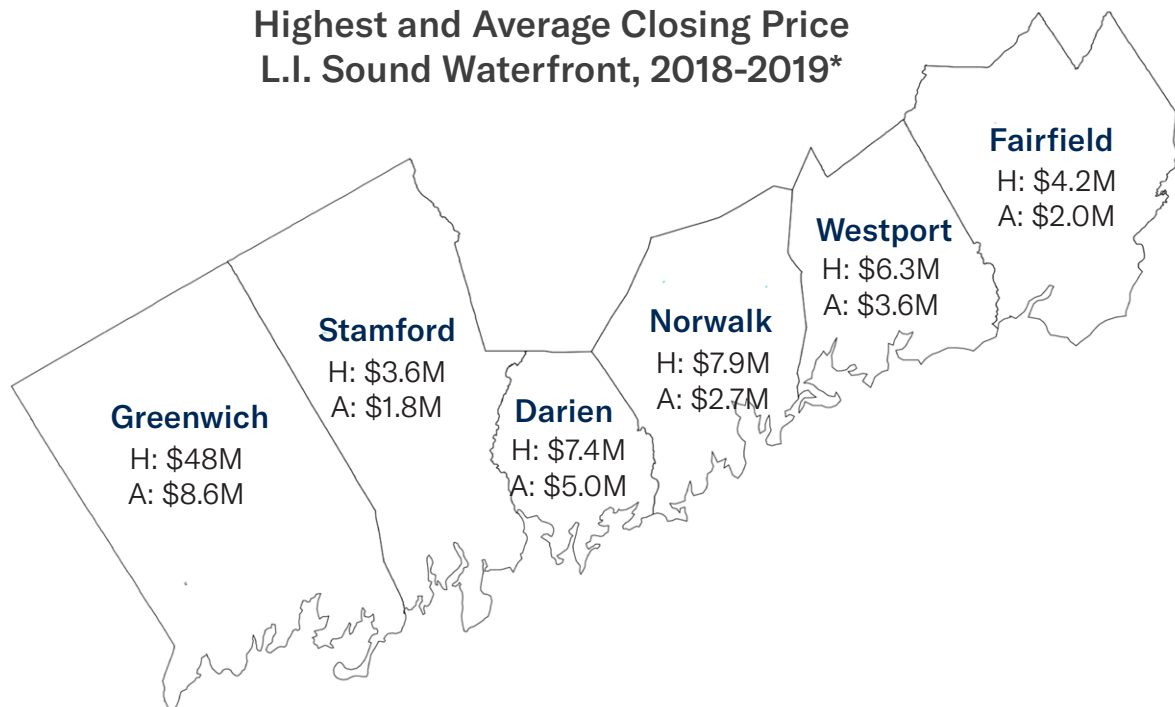 Highest and Average Closing Price
L.I. Sound Waterfront, 2018-2019*
Fairfield
H: $4.2M
A: $2.0M
Westport
H: $6.3M
A: $3.6M
Norwalk
H: $7.9M
A: $2.7M
Stamford
H: $3.6M
A: $1.8M
Darien
H: $7.4M
A: $5.0M
Greenwich
H: $48M
A: $8.6M